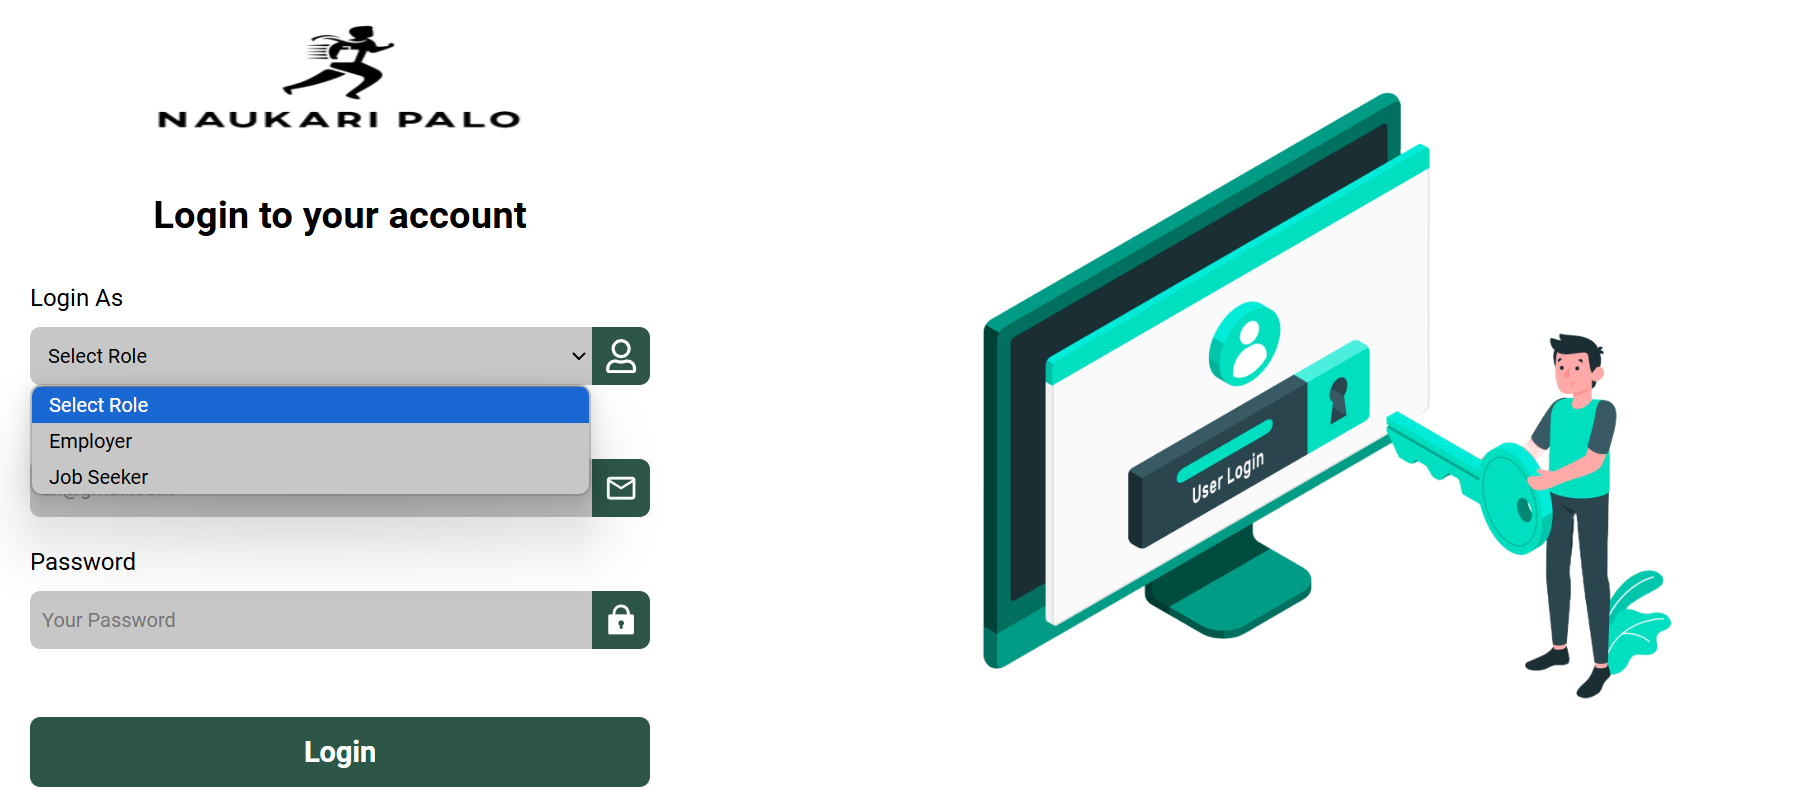 NAUKARI PALO
Login to your account
Login As
Select Role
Select Role
Employer
Job Seeker
Password
Your Password
Login
User Login